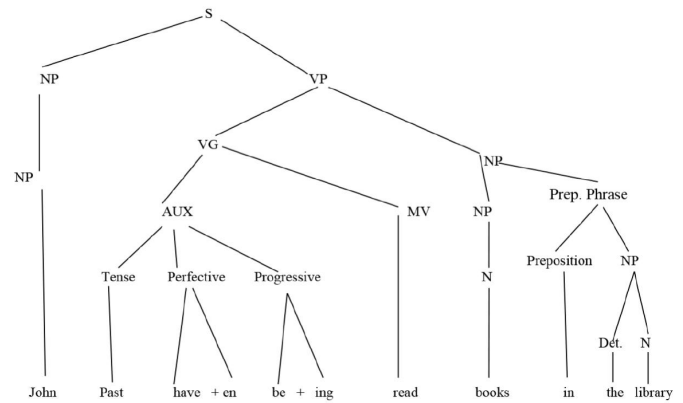 S
NP VP
VG NP
NP Prep. Phrase
AUX MV NP
Tense Perfective Progressive N Preposition NP
Det. N
John Past have + en be + ing read books in the library